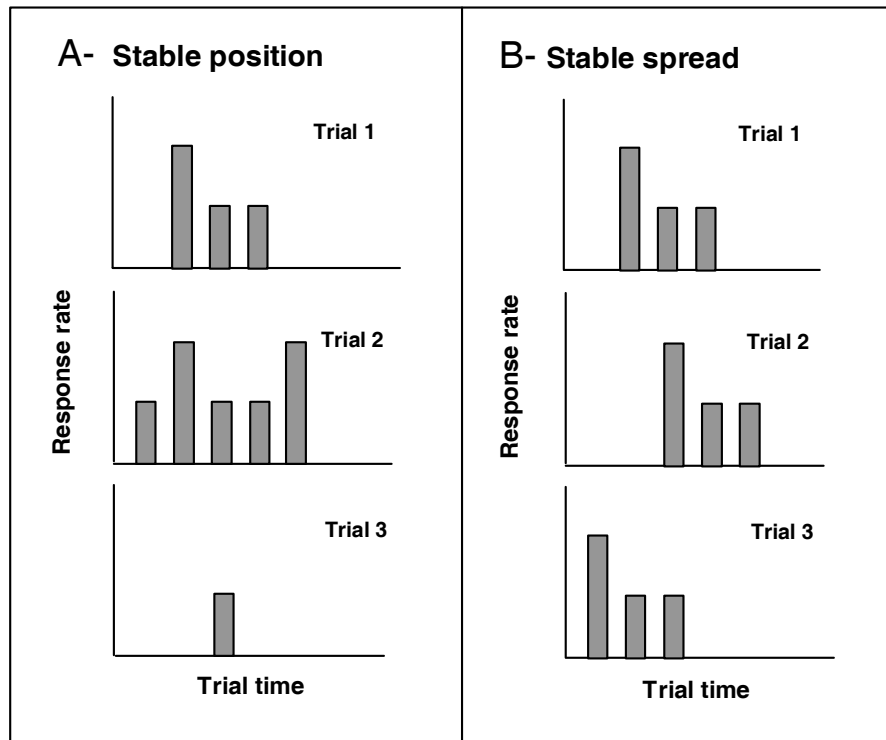 A- Stable position
Trial 1
Trial 2
Trial 3
Response rate
Trial time
B- Stable spread
Trial 1
Trial 2
Trial 3
Response rate
Trial time